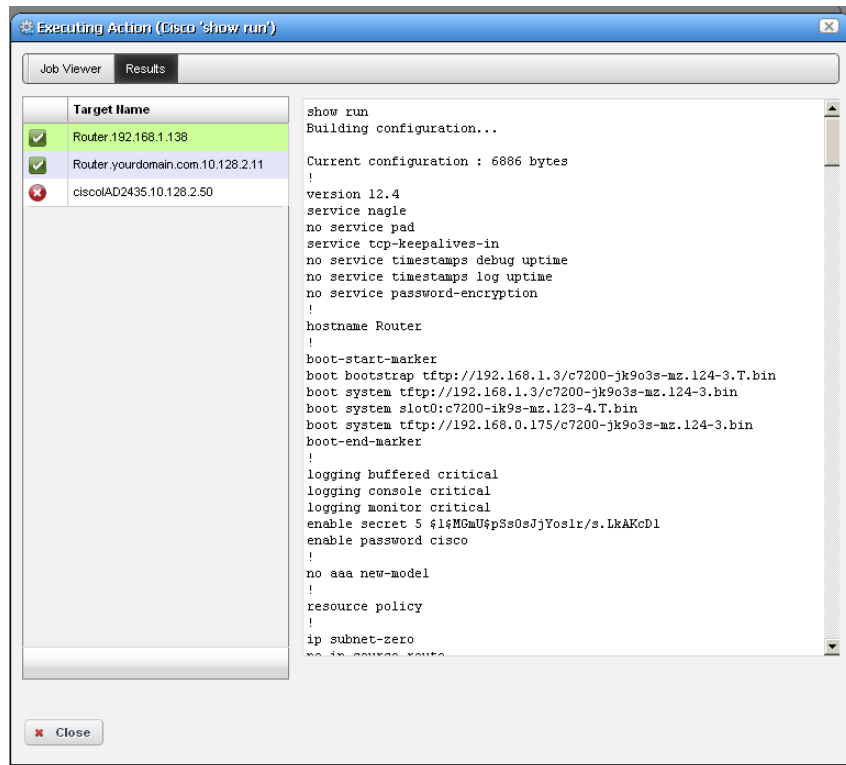 Executing Action (Cisco 'show run')
Job Viewer
Results
Target Name
Router.192.168.1.138
Router.yourdomain.com.10.128.2.11
ciscoIAD2435.10.128.2.50
show run
Building configuration...
Current configuration : 6886 bytes
!
version 12.4
service nagle
no service pad
service tcp-keepalives-in
no service timestamps debug uptime
no service timestamps log uptime
no service password-encryption
!
hostname Router
!
boot-start-marker
boot bootstrap tftp://192.168.1.3/c7200-jk9o3s-mz.124-3.T.bin
boot system tftp://192.168.1.3/c7200-jk9o3s-mz.124-3.bin
boot system slot0:c7200-ik9s-mz.123-4.T.bin
boot system tftp://192.168.0.175/c7200-jk9o3s-mz.124-3.bin
boot-end-marker
!
logging buffered critical
logging console critical
logging monitor critical
enable secret 5 $1$MGmU$pSs0sJjYoslr/s.LkAKcD1
enable password cisco
!
no aaa new-model
!
resource policy
!
ip subnet-zero
no ip source-route
Close